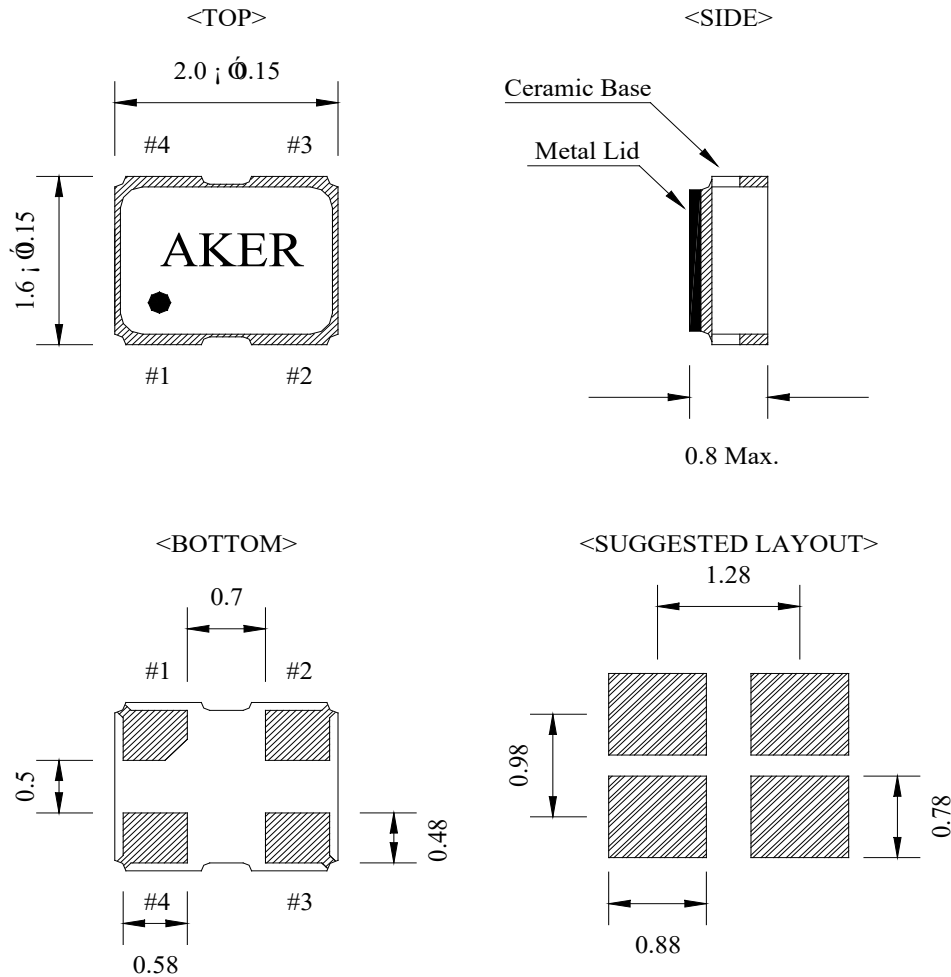 <TOP>
2.0 ¡Ó0.15
#4 #3
1.6 ¡Ó0.15
AKER
#1 #2
<SIDE>
Ceramic Base
Metal Lid
0.8 Max.
<BOTTOM>
0.7
#1 #2
0.5
0.48
#4 #3
0.58
<SUGGESTED LAYOUT>
1.28
0.98
0.78
0.88